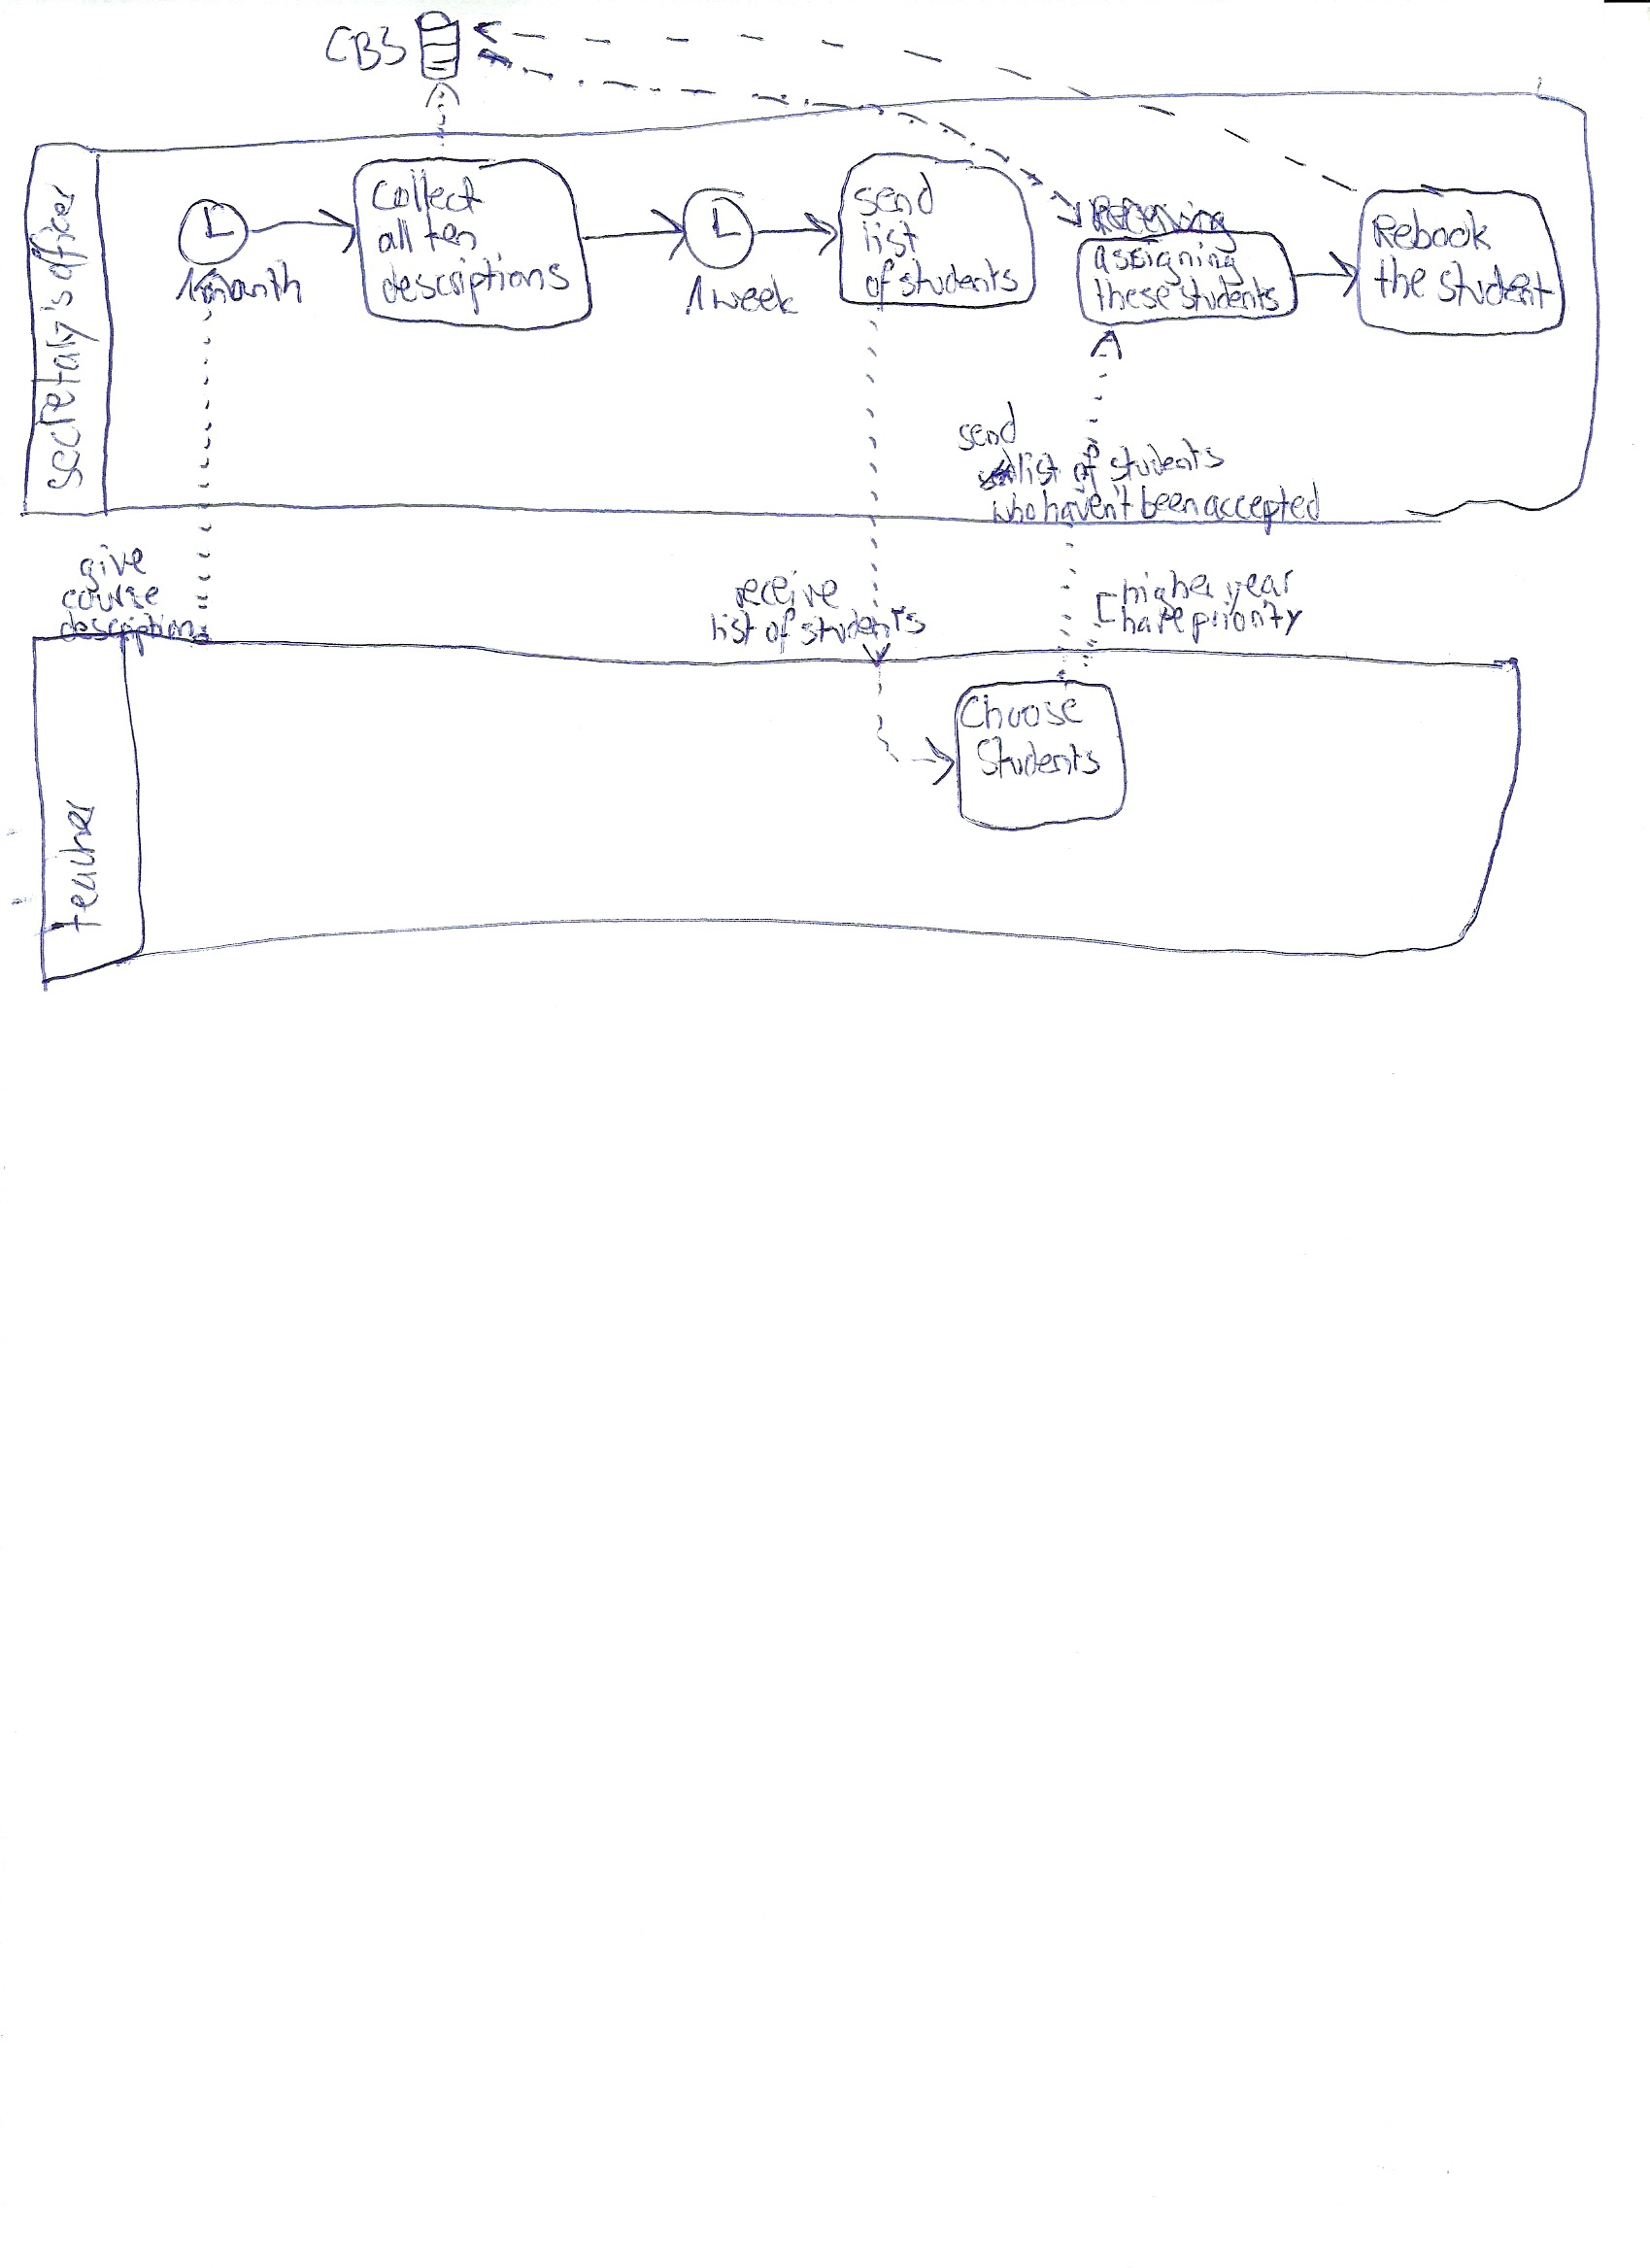 CBS
secretary's officer
1 month
Collect
all ten
descriptions
1 week
send
list
of students
Receiving
assigning
these students
Rebook
the student
send
list of students
who haven't been accepted
give
course
descriptions
receive
list of students
higher year
have priority
teacher
Choose
Students